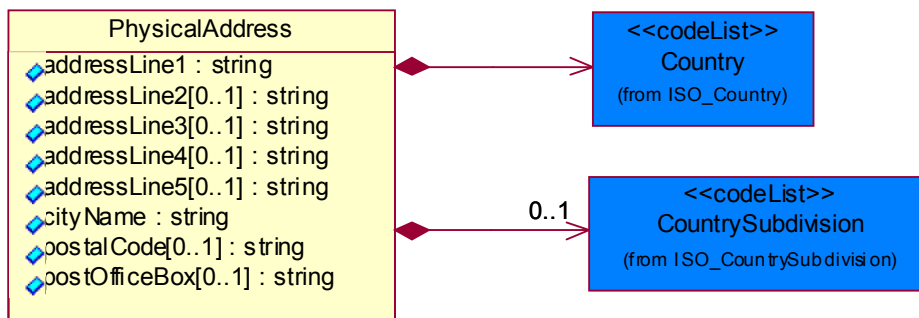 PhysicalAddress
addressLine1 : string
addressLine2[0..1] : string
addressLine3[0..1] : string
addressLine4[0..1] : string
addressLine5[0..1] : string
cityName : string
postalCode[0..1] : string
postOfficeBox[0..1] : string
<<codeList>>
Country
(from ISO_Country)
0..1
<<codeList>>
CountrySubdivision
(from ISO_CountrySubdivision)